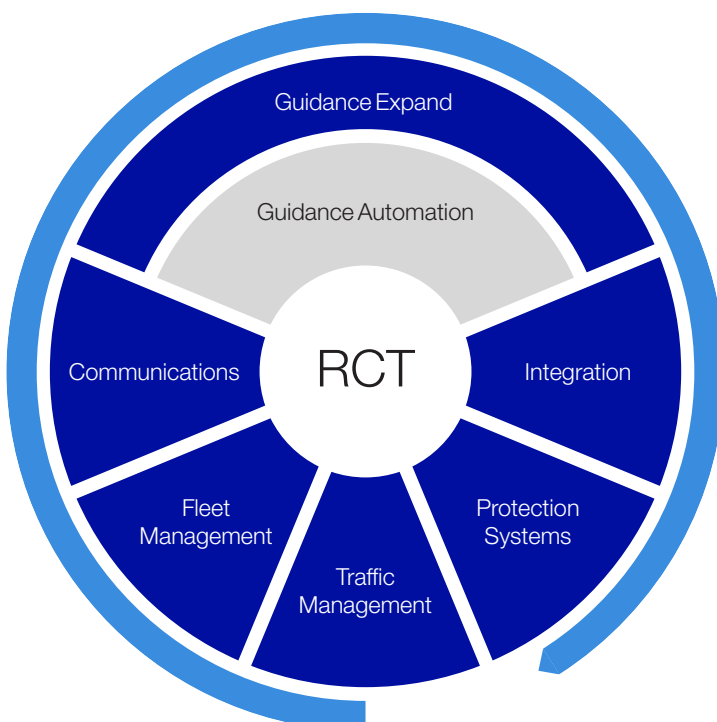 Guidance Expand
Guidance Automation
RCT
Communications
Integration
Fleet
Management
Protection
Systems
Traffic
Management